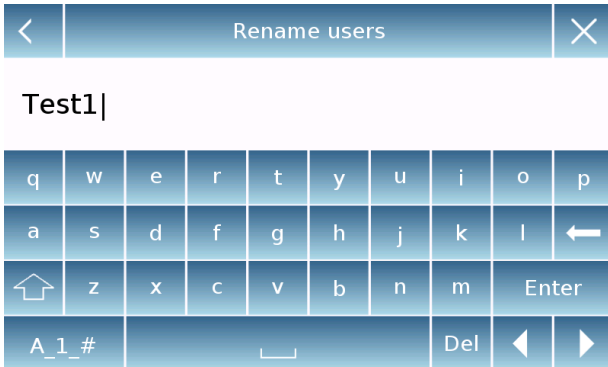 Rename users
Test1
q w e r t y u i o p
a s d f g h j k l
z x c v b n m Enter
A_1_# Del